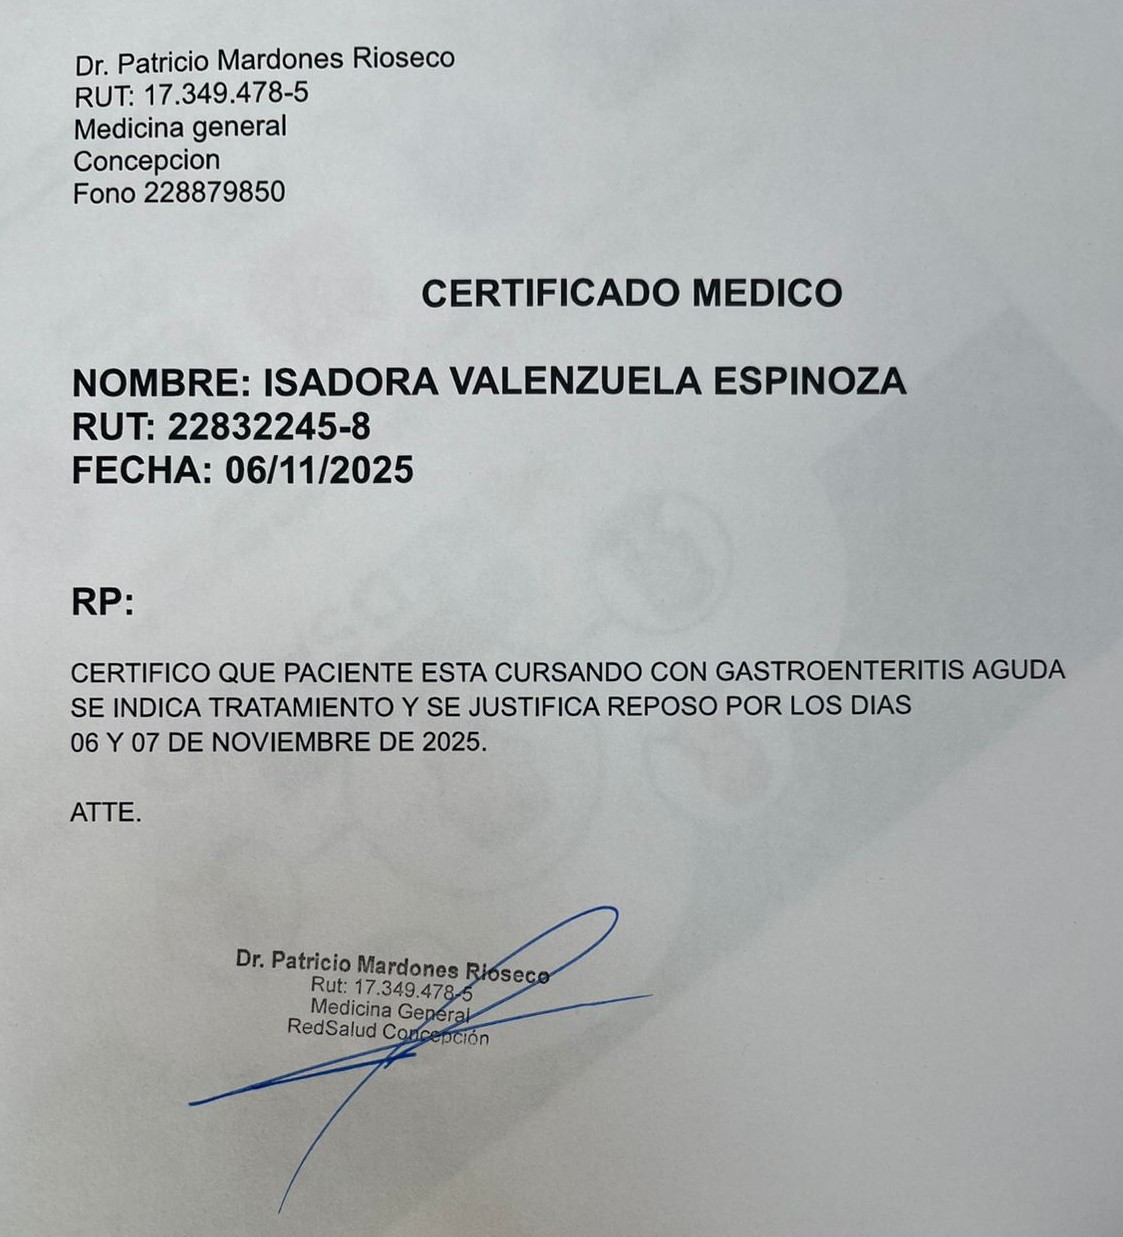 Dr. Patricio Mardones Rioseco
RUT: 17.349.478-5
Medicina general
Concepcion
Fono 228879850
CERTIFICADO MEDICO
NOMBRE: ISADORA VALENZUELA ESPINOZA
RUT: 22832245-8
FECHA: 06/11/2025
RP:
CERTIFICO QUE PACIENTE ESTA CURSANDO CON GASTROENTERITIS AGUDA
SE INDICA TRATAMIENTO Y SE JUSTIFICA REPOSO POR LOS DIAS
06 Y 07 DE NOVIEMBRE DE 2025.
ATTE.
Dr. Patricio Mardones Rioseco
Rut: 17.349.478-5
Medicina General
RedSalud Concepción